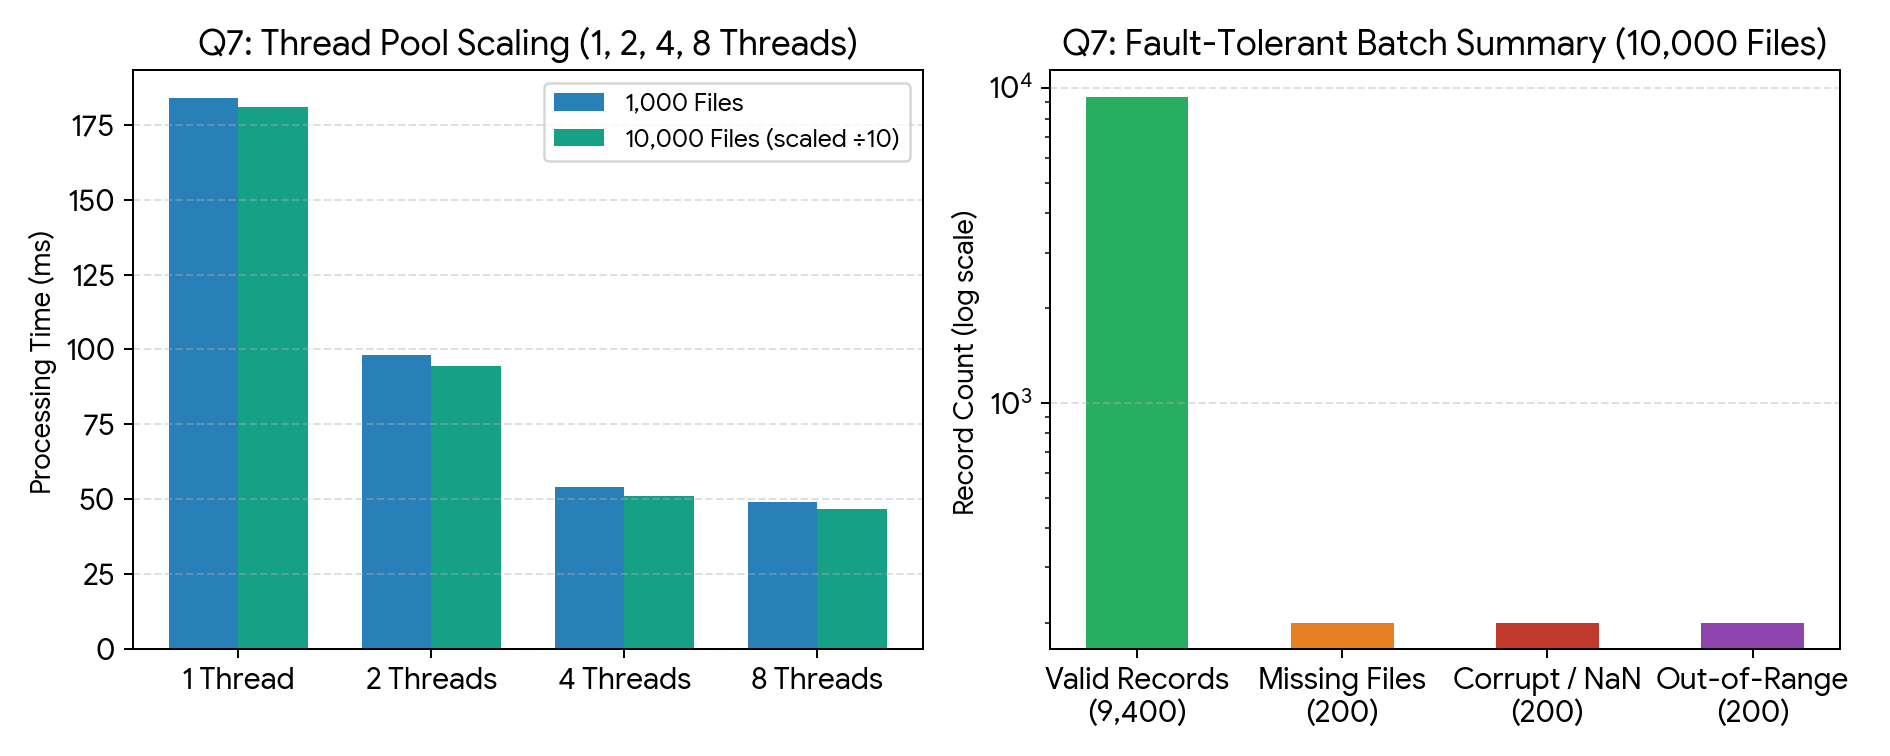 Q7: Thread Pool Scaling (1, 2, 4, 8 Threads)
Processing Time (ms)
175
150
125
100
75
50
25
0
1,000 Files
10,000 Files (scaled ÷10)
1 Thread
2 Threads
4 Threads
8 Threads
Q7: Fault-Tolerant Batch Summary (10,000 Files)
Record Count (log scale)
10⁴
10³
Valid Records
(9,400)
Missing Files
(200)
Corrupt / NaN
(200)
Out-of-Range
(200)